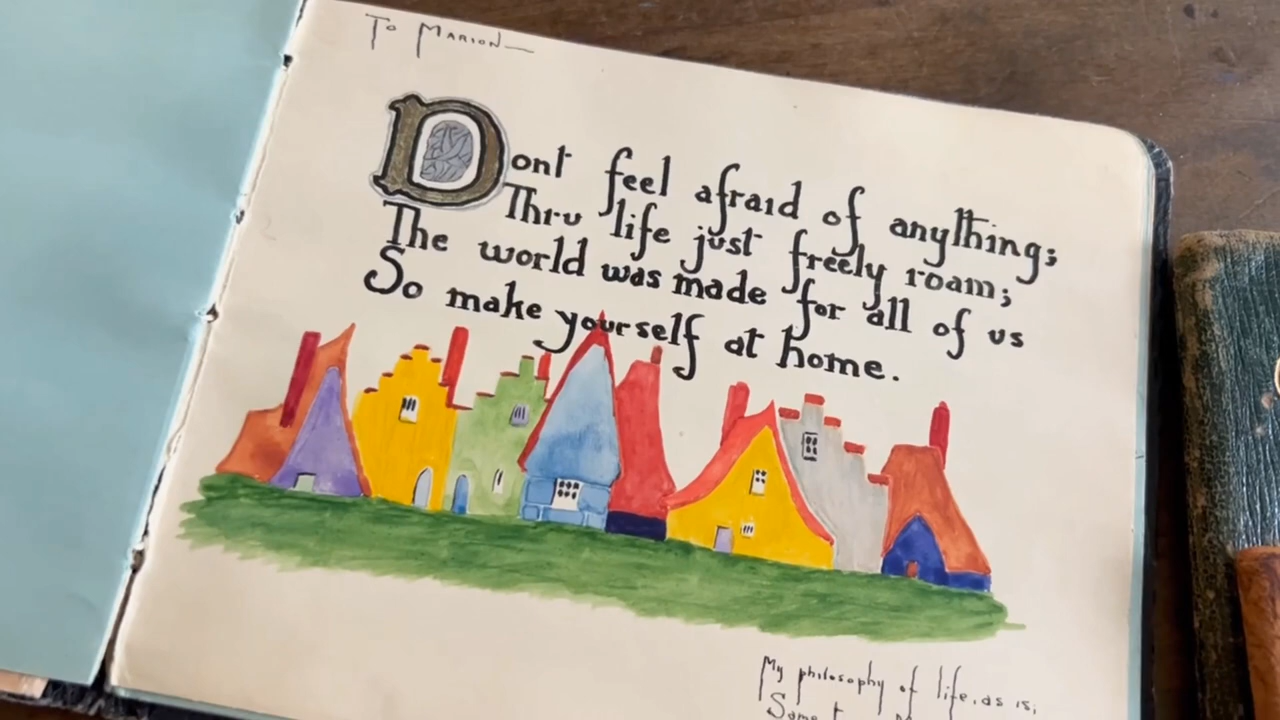 To Marion—
Dont feel afraid of anything;
Thru life just freely roam;
The world was made for all of us
So make yourself at home.
My philosophy of life, as is;